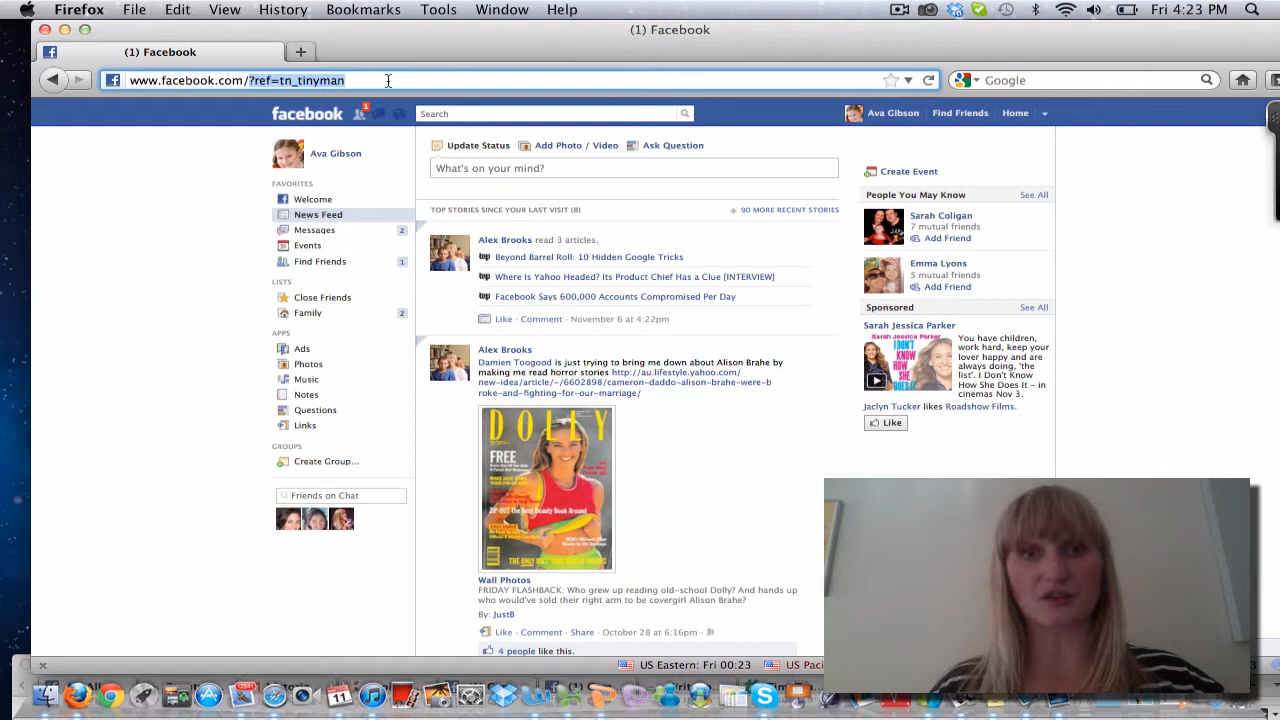 Firefox File Edit View History Bookmarks Tools Window Help Fri 4:23 PM
(1) Facebook
(1) Facebook
www.facebook.com/?ref=tn_tinyman Google
facebook 1 Search Ava Gibson Find Friends Home
Ava Gibson
FAVORITES
Welcome
News Feed
Messages 2
Events
Find Friends 1
LISTS
Close Friends
Family 2
APPS
Ads
Photos
Music
Notes
Questions
Links
GROUPS
Create Group...
Friends on Chat
Update Status Add Photo / Video Ask Question
What's on your mind?
TOP STORIES SINCE YOUR LAST VISIT (8) 90 MORE RECENT STORIES
Alex Brooks read 3 articles.
Beyond Barrel Roll: 10 Hidden Google Tricks
Where Is Yahoo Headed? Its Product Chief Has a Clue [INTERVIEW]
Facebook Says 600,000 Accounts Compromised Per Day
Like · Comment · November 6 at 4:22pm
Alex Brooks
Damien Toogood is just trying to bring me down about Alison Brahe by
making me read horror stories http://au.lifestyle.yahoo.com/
new-idea/article/-/6602898/cameron-daddo-alison-brahe-were-b
roke-and-fighting-for-our-marriage/
DOLLY
FREE
Wall Photos
FRIDAY FLASHBACK: Who grew up reading old-school Dolly? And hands up
who would've sold their right arm to be covergirl Alison Brahe?
By: JustB
Like · Comment · Share · October 28 at 6:16pm
4 people like this.
Create Event
People You May Know See All
Sarah Coligan
7 mutual friends
Add Friend
Emma Lyons
5 mutual friends
Add Friend
Sponsored See All
Sarah Jessica Parker
You have children,
work hard, keep your
lover happy and are
always doing, 'the
list'. I Don't Know
How She Does It - in
cinemas Nov 3.
Jaclyn Tucker likes Roadshow Films.
Like
US Eastern: Fri 00:23 US Paci